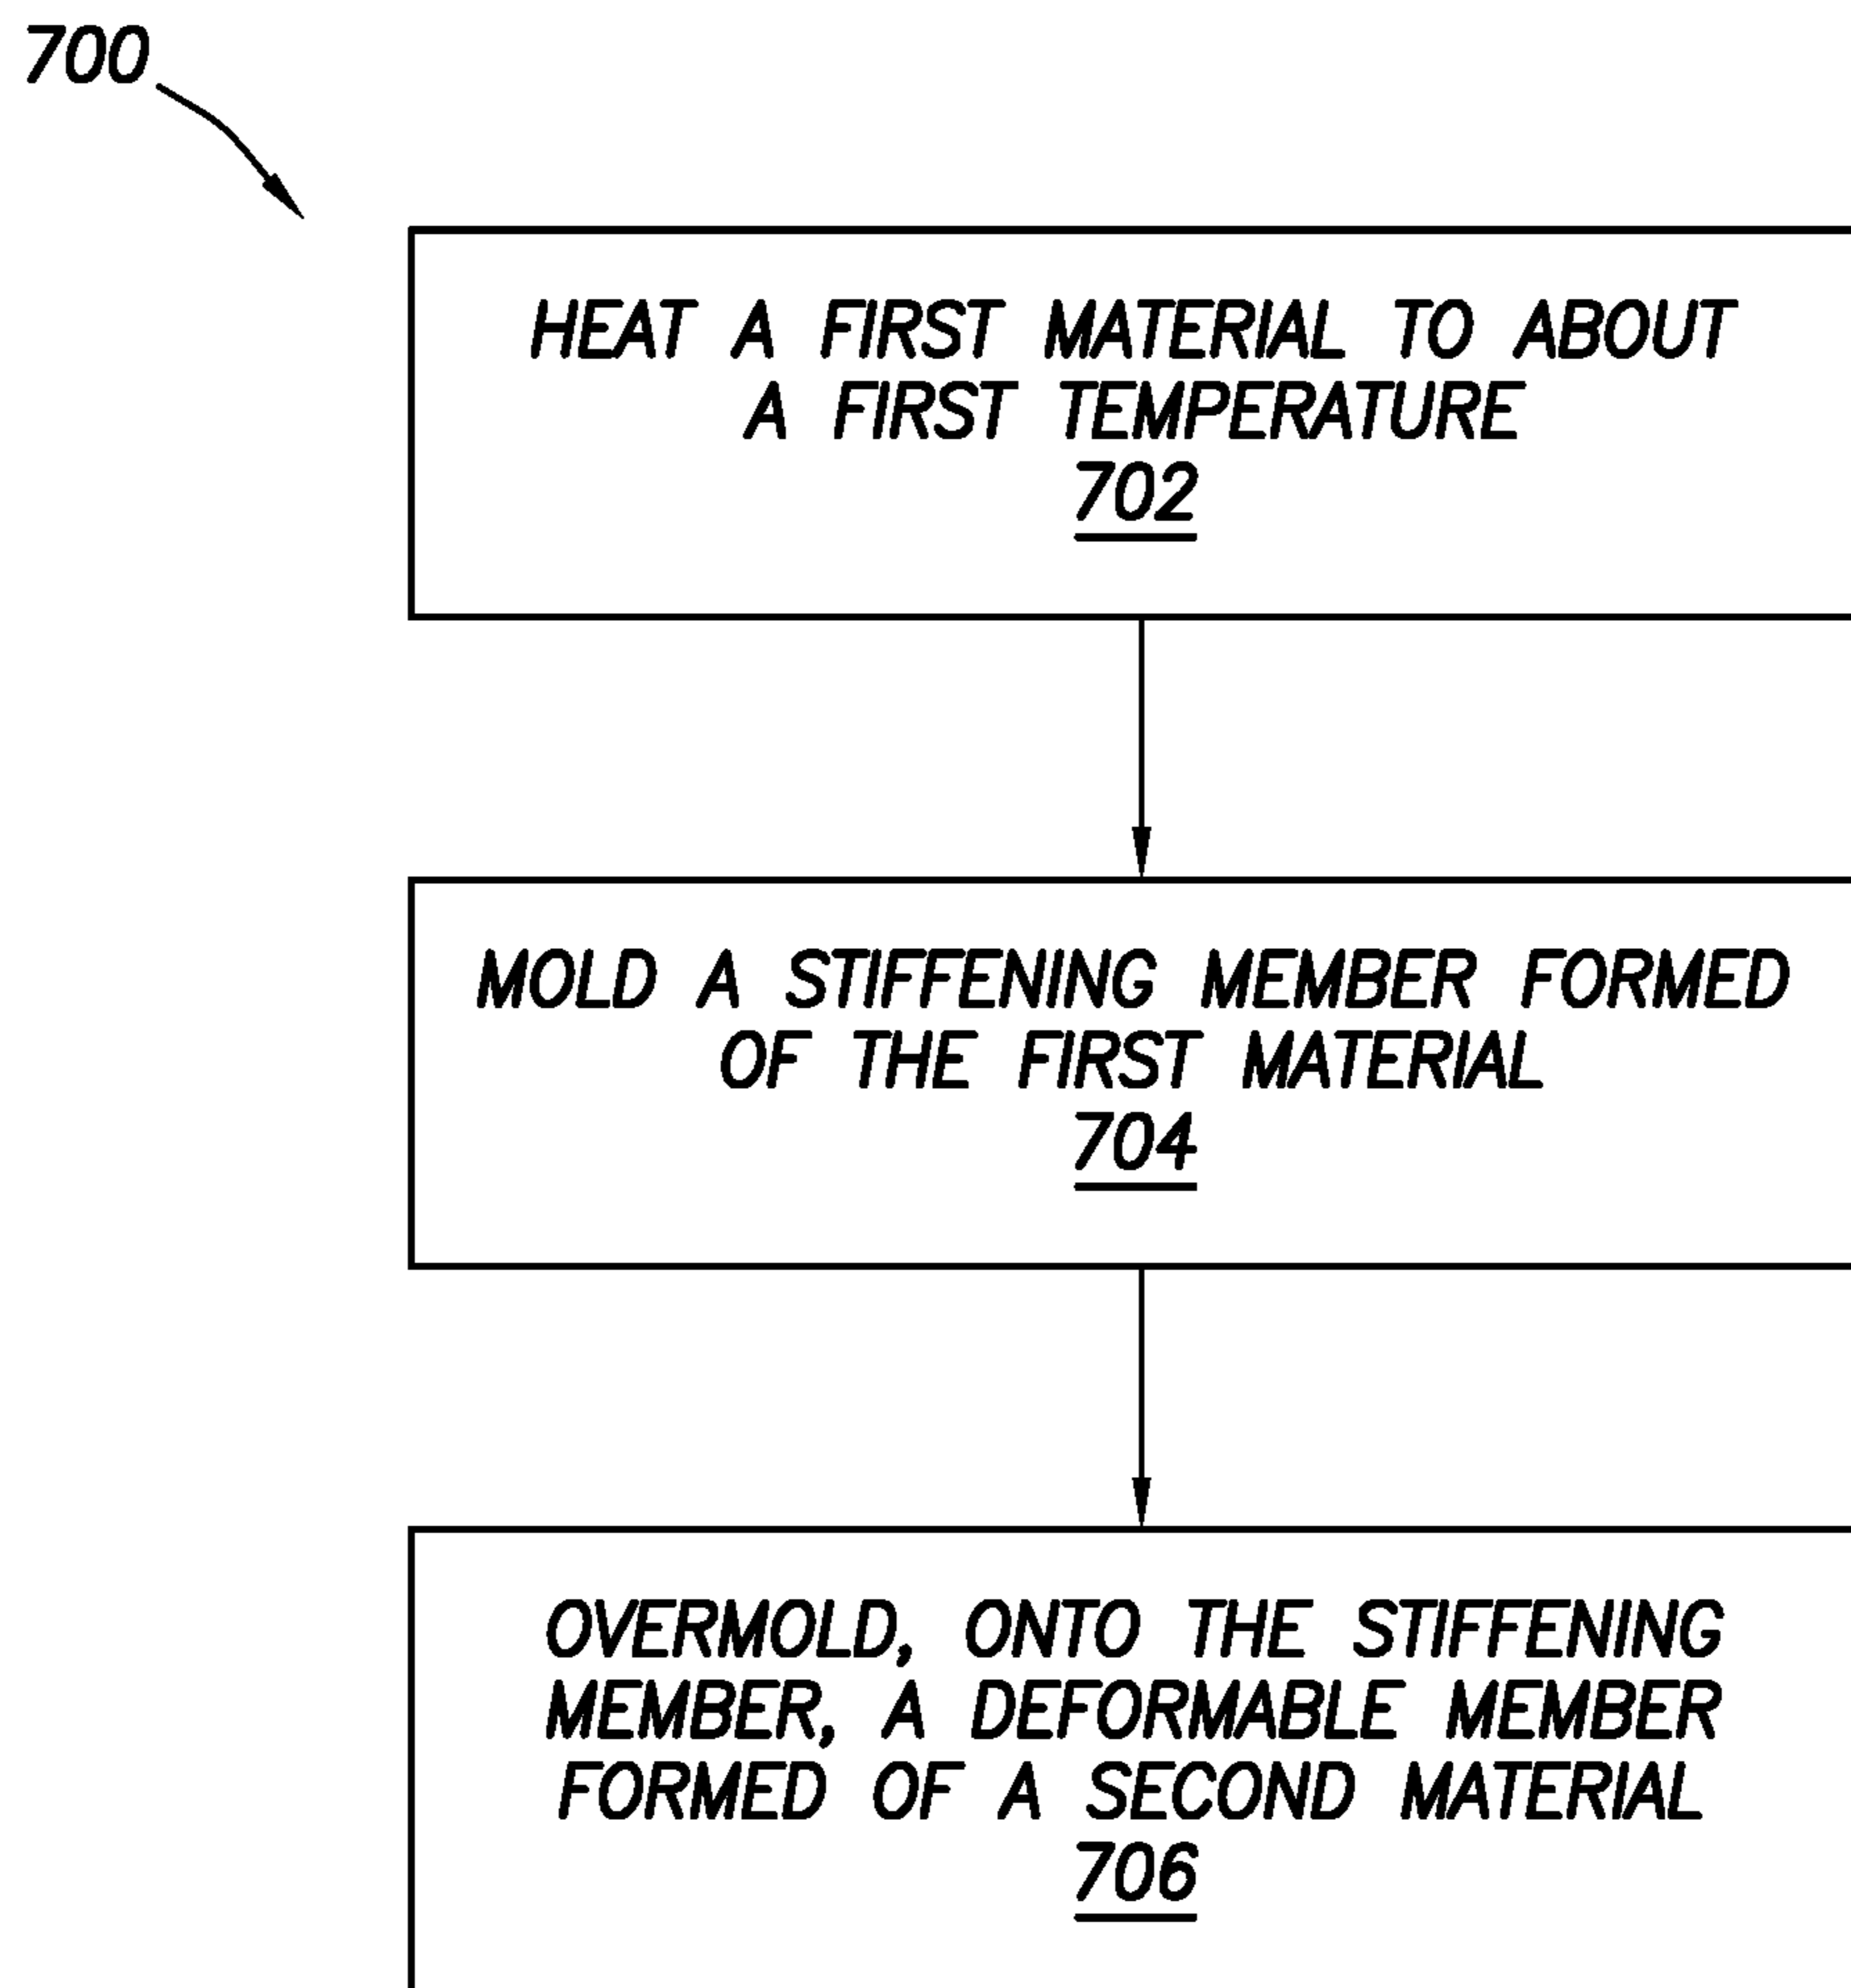 700
HEAT A FIRST MATERIAL TO ABOUT
A FIRST TEMPERATURE
702
MOLD A STIFFENING MEMBER FORMED
OF THE FIRST MATERIAL
704
OVERMOLD, ONTO THE STIFFENING
MEMBER, A DEFORMABLE MEMBER
FORMED OF A SECOND MATERIAL
706